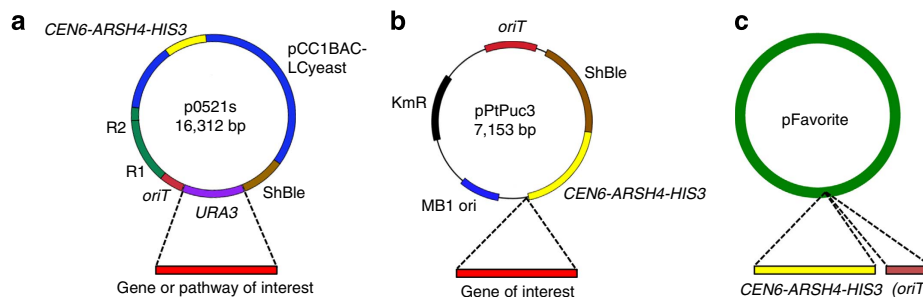 a
CEN6-ARSH4-HIS3
pCC1BAC-
LCyeast
p0521s
16,312 bp
R2
R1
oriT
URA3
ShBle
Gene or pathway of interest
b
oriT
ShBle
KmR
pPtPuc3
7,153 bp
MB1 ori
CEN6-ARSH4-HIS3
Gene of interest
c
pFavorite
CEN6-ARSH4-HIS3
(oriT